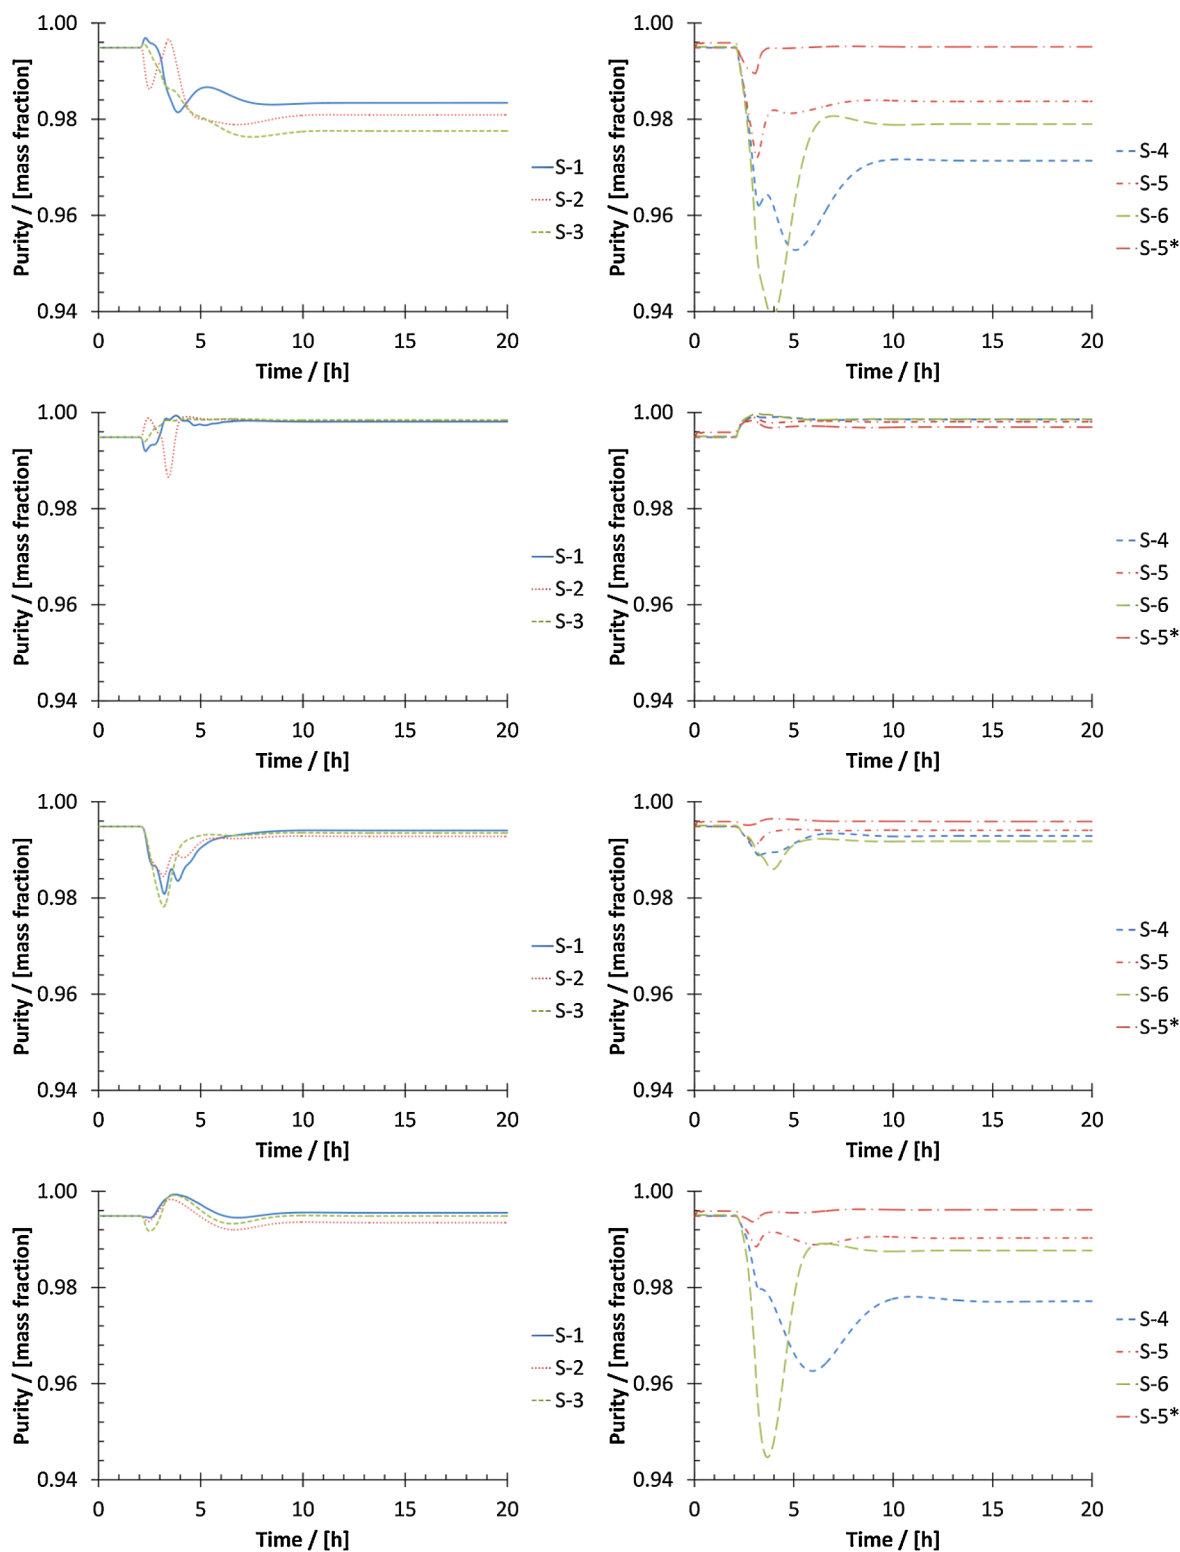 1.00
0.98
0.96
0.94
Purity / [mass fraction]
0 5 10 15 20
Time / [h]
S-1
S-2
S-3
1.00
0.98
0.96
0.94
Purity / [mass fraction]
0 5 10 15 20
Time / [h]
S-4
S-5
S-6
S-5*
1.00
0.98
0.96
0.94
Purity / [mass fraction]
0 5 10 15 20
Time / [h]
S-1
S-2
S-3
1.00
0.98
0.96
0.94
Purity / [mass fraction]
0 5 10 15 20
Time / [h]
S-4
S-5
S-6
S-5*
1.00
0.98
0.96
0.94
Purity / [mass fraction]
0 5 10 15 20
Time / [h]
S-1
S-2
S-3
1.00
0.98
0.96
0.94
Purity / [mass fraction]
0 5 10 15 20
Time / [h]
S-4
S-5
S-6
S-5*
1.00
0.98
0.96
0.94
Purity / [mass fraction]
0 5 10 15 20
Time / [h]
S-1
S-2
S-3
1.00
0.98
0.96
0.94
Purity / [mass fraction]
0 5 10 15 20
Time / [h]
S-4
S-5
S-6
S-5*